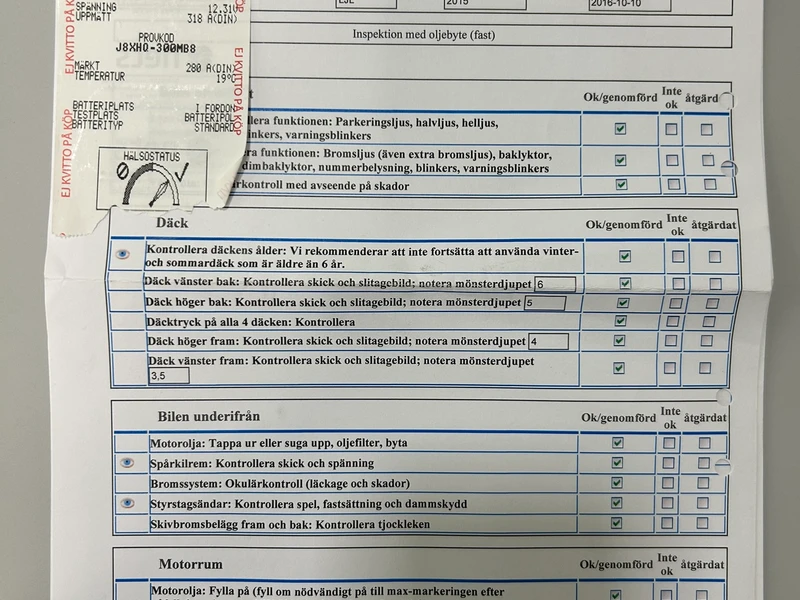 SPÄNNING 12.31V
UPPMÄTT 318 A(DIN)
PROVKOD
J8XH0-300MB8
MÄRKT 280 A(DIN)
TEMPERATUR 19°C
BATTERIPLATS I FORDON
TESTPLATS BATTERIPOL
BATTERITYP STANDARD
HÄLSOSTATUS
EJ KVITTO PÅ KÖP
EJ KVITTO PÅ KÖP
EJ KVITTO PÅ KÖP
2015
2016-10-10
Inspektion med oljebyte (fast)
Ok/genomförd Inte ok åtgärdat
funktionen: Parkeringsljus, halvljus, helljus,
varningsblinkers
funktionen: Bromsljus (även extra bromsljus), baklyktor,
dimbaklyktor, nummerbelysning, blinkers, varningsblinkers
med avseende på skador
Däck Ok/genomförd Inte ok åtgärdat
Kontrollera däckens ålder: Vi rekommenderar att inte fortsätta att använda vinter-
och sommardäck som är äldre än 6 år.
Däck vänster bak: Kontrollera skick och slitagebild; notera mönsterdjupet 6
Däck höger bak: Kontrollera skick och slitagebild; notera mönsterdjupet 5
Däcktryck på alla 4 däcken: Kontrollera
Däck höger fram: Kontrollera skick och slitagebild; notera mönsterdjupet 4
Däck vänster fram: Kontrollera skick och slitagebild; notera mönsterdjupet
3,5
Bilen underifrån Ok/genomförd Inte ok åtgärdat
Motorolja: Tappa ur eller suga upp, oljefilter, byta
Spårkilrem: Kontrollera skick och spänning
Bromssystem: Okulärkontroll (läckage och skador)
Styrstagsändar: Kontrollera spel, fastsättning och dammskydd
Skivbromsbelägg fram och bak: Kontrollera tjockleken
Motorrum Ok/genomförd Inte ok åtgärdat
Motorolja: Fylla på (fyll om nödvändigt på till max-markeringen efter